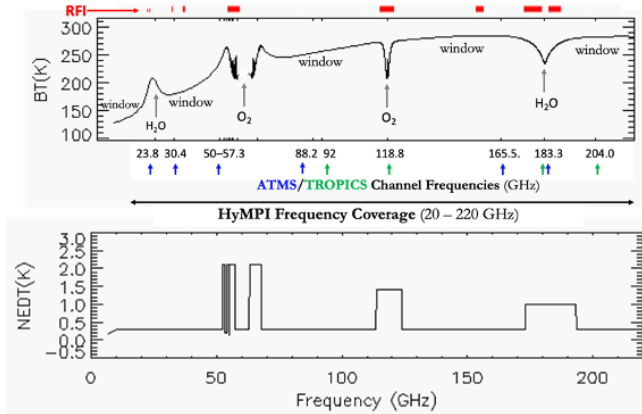 RFI
300
250
200
150
100
BT(K)
window
H₂O
window
O₂
window
O₂
window
H₂O
23.8 30.4 50–57.3 88.2 92 118.8 165.5. 183.3 204.0
ATMS/TROPICS Channel Frequencies (GHz)
HyMPI Frequency Coverage (20 – 220 GHz)
3.0
2.5
2.0
1.5
1.0
0.5
-0.5
NEDT(K)
0 50 100 150 200
Frequency (GHz)